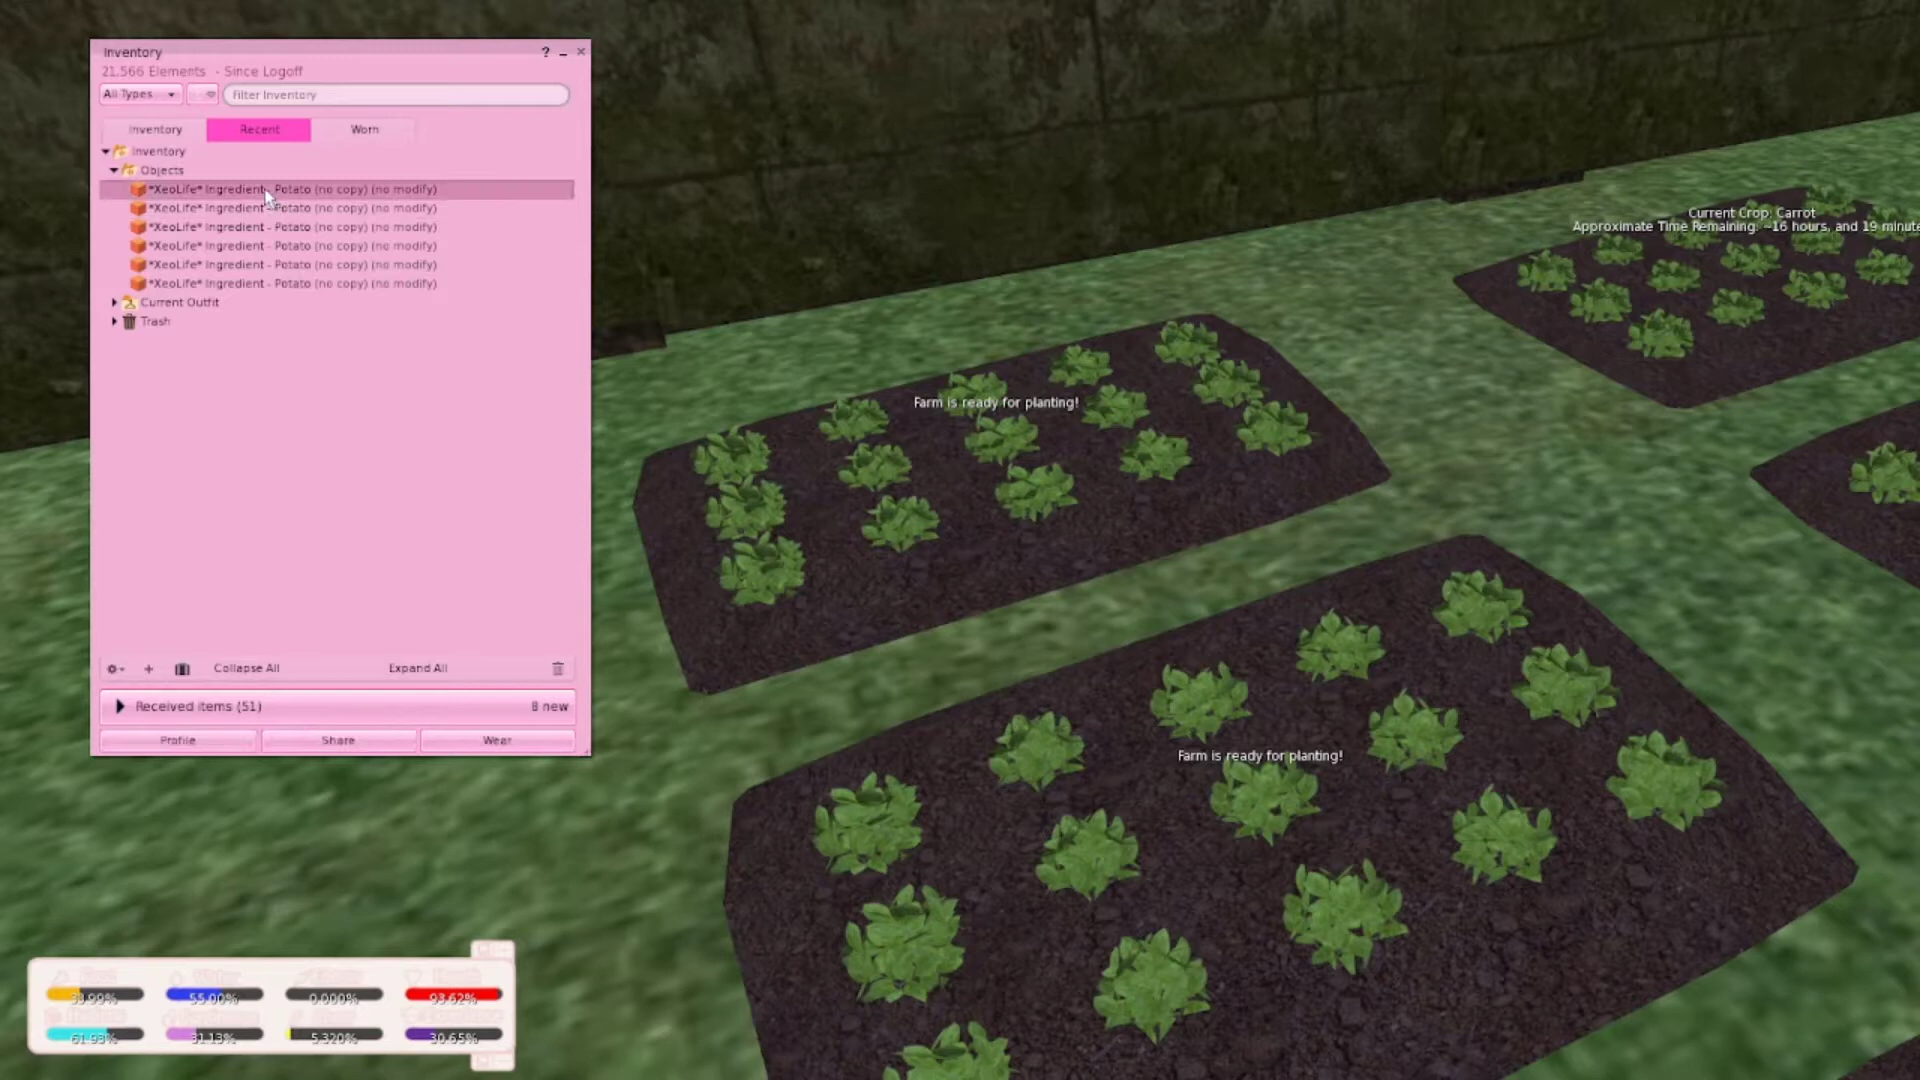 Inventory
? _ ×
21,566 Elements - Since Logoff
All Types
Filter Inventory
Inventory Recent Worn
Inventory
Objects
*XeoLife* Ingredient - Potato (no copy) (no modify)
*XeoLife* Ingredient - Potato (no copy) (no modify)
*XeoLife* Ingredient - Potato (no copy) (no modify)
*XeoLife* Ingredient - Potato (no copy) (no modify)
*XeoLife* Ingredient - Potato (no copy) (no modify)
*XeoLife* Ingredient - Potato (no copy) (no modify)
Current Outfit
Trash
Collapse All Expand All
Received items (51) 8 new
Profile Share Wear
Current Crop: Carrot
Approximate Time Remaining: ~16 hours, and 19 minute
Farm is ready for planting!
Farm is ready for planting!
33.99% 55.00% 0.000% 93.62%
61.93% 31.13% 5.320% 30.65%